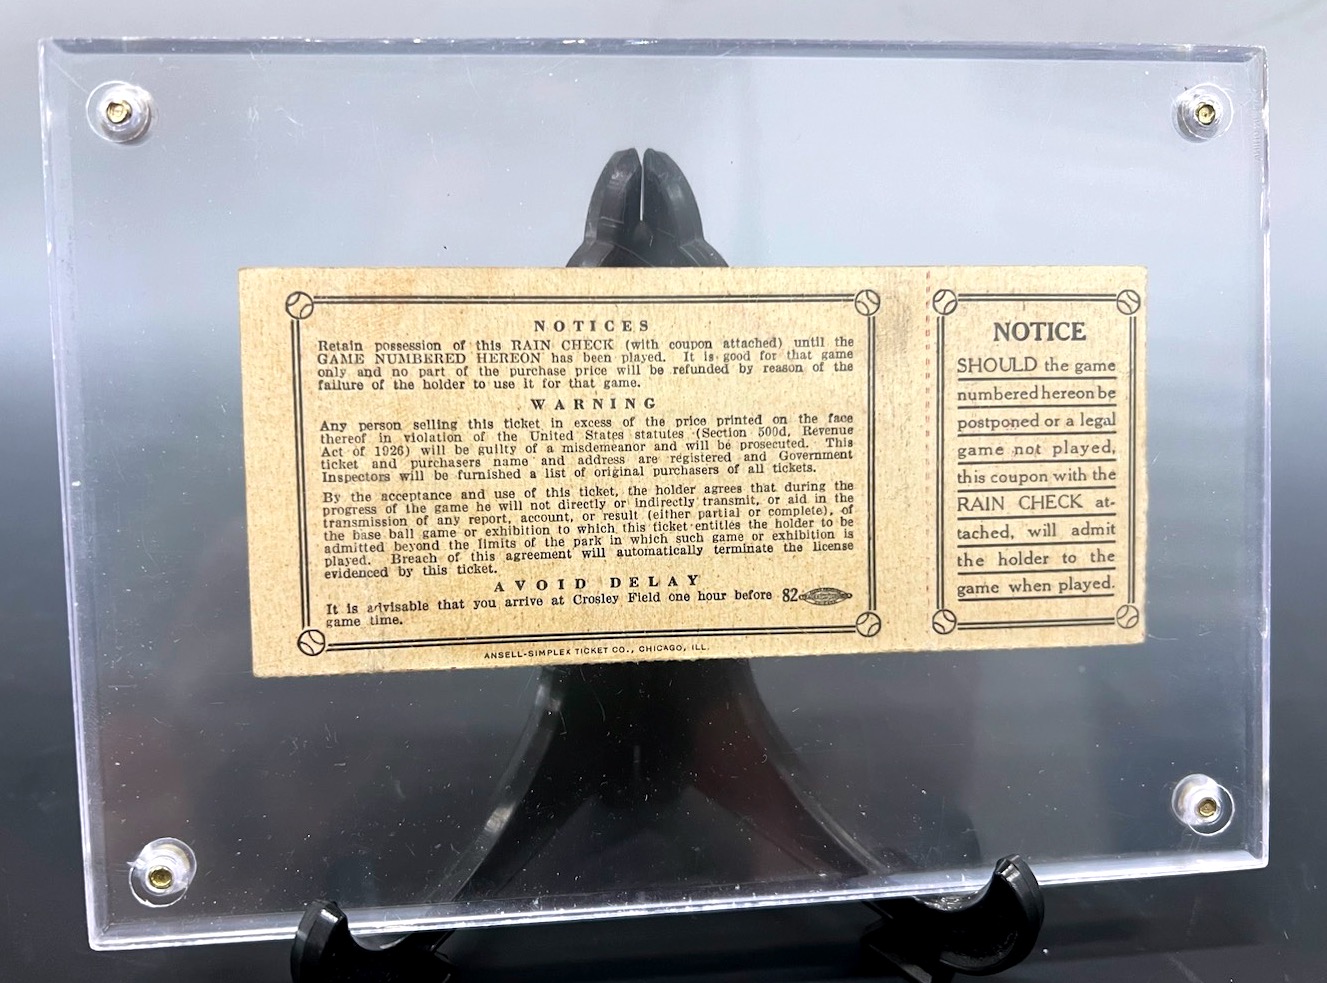 NOTICES
Retain possession of this RAIN CHECK (with coupon attached) until the
GAME NUMBERED HEREON has been played. It is good for that game
only and no part of the purchase price will be refunded by reason of the
failure of the holder to use it for that game.
WARNING
Any person selling this ticket in excess of the price printed on the face
thereof in violation of the United States statutes (Section 500d, Revenue
Act of 1926) will be guilty of a misdemeanor and will be prosecuted. This
ticket and purchasers name and address are registered and Government
Inspectors will be furnished a list of original purchasers of all tickets.
By the acceptance and use of this ticket, the holder agrees that during the
progress of the game he will not directly or indirectly transmit, or aid in the
transmission of any report, account, or result (either partial or complete), of
the base ball game or exhibition to which this ticket entitles the holder to be
admitted beyond the limits of the park in which such game or exhibition is
played. Breach of this agreement will automatically terminate the license
evidenced by this ticket.
AVOID DELAY
It is advisable that you arrive at Crosley Field one hour before 82
game time.
ANSELL-SIMPLEX TICKET CO., CHICAGO, ILL.
NOTICE
SHOULD the game
numbered hereon be
postponed or a legal
game not played,
this coupon with the
RAIN CHECK at-
tached, will admit
the holder to the
game when played.